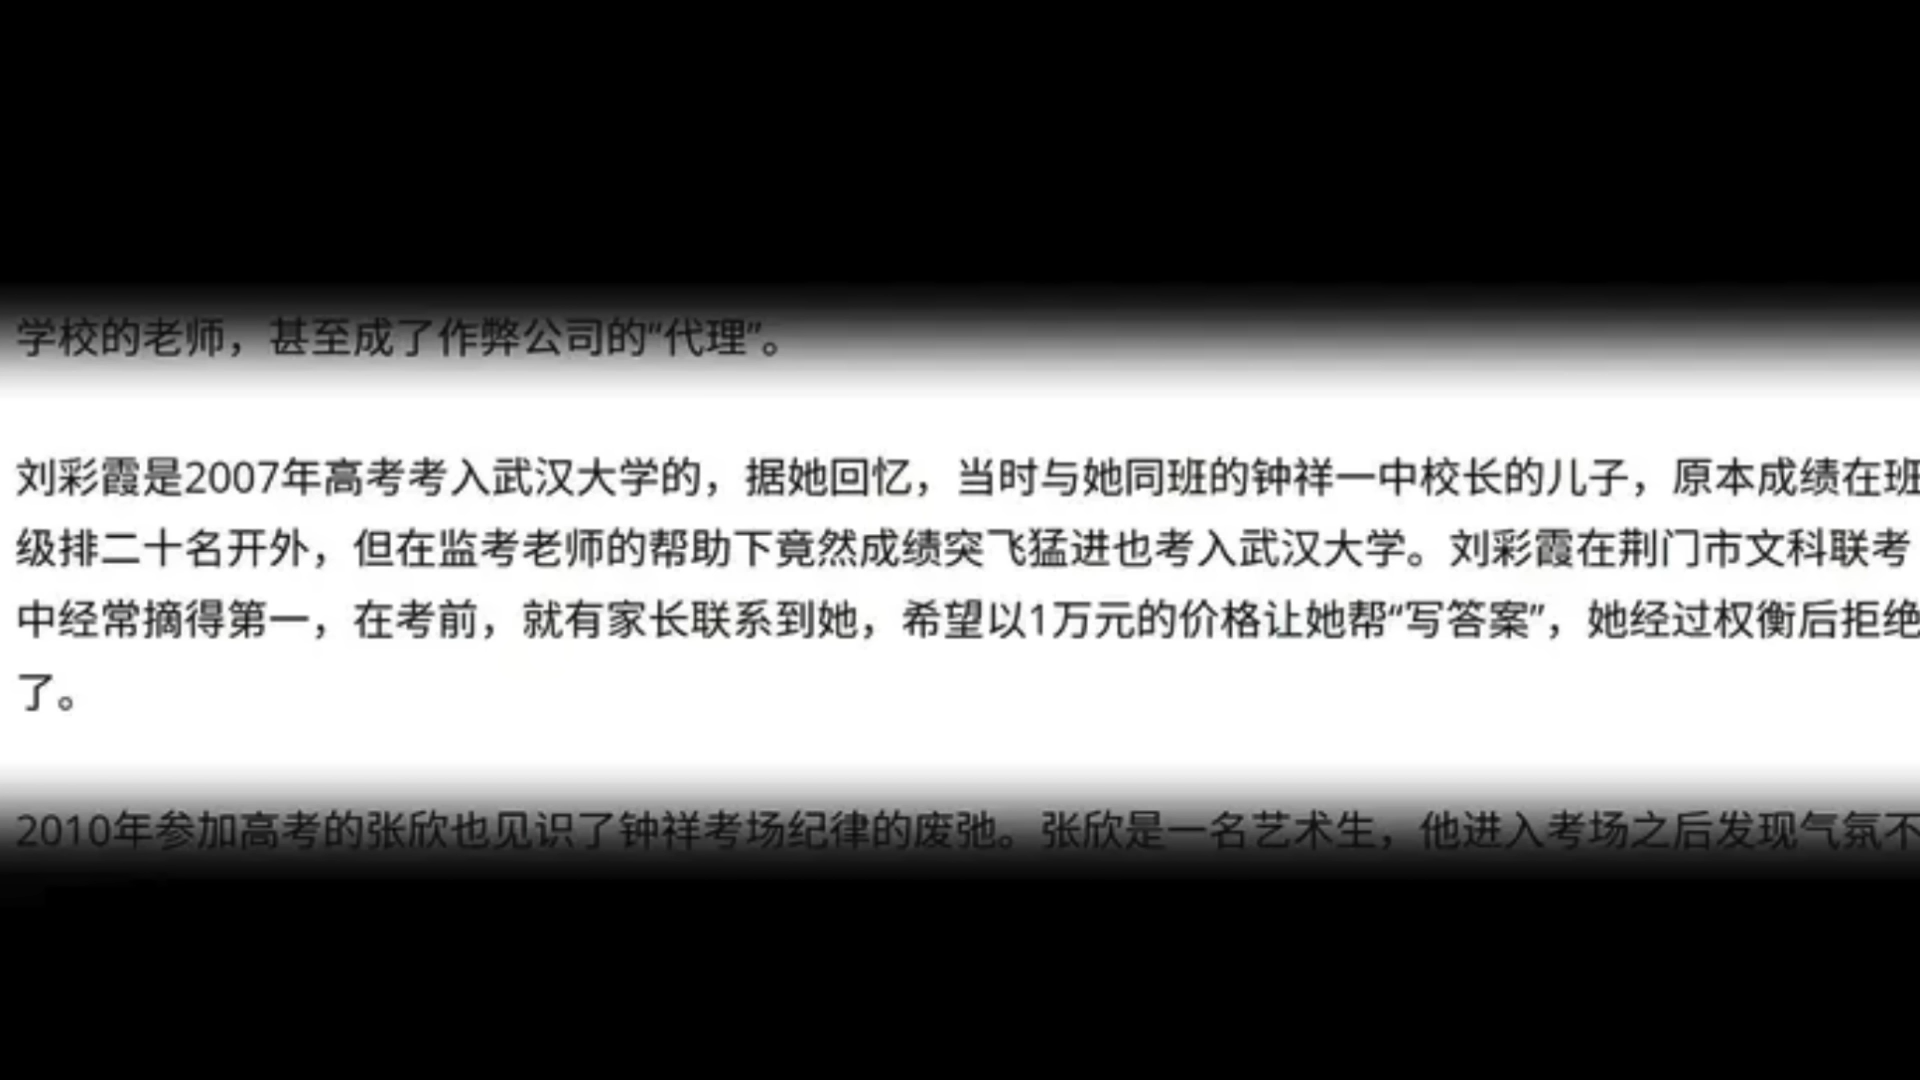 学校的老师，甚至成了作弊公司的“代理”。
刘彩霞是2007年高考考入武汉大学的，据她回忆，当时与她同班的钟祥一中校长的儿子，原本成绩在班
级排二十名开外，但在监考老师的帮助下竟然成绩突飞猛进也考入武汉大学。刘彩霞在荆门市文科联考
中经常摘得第一，在考前，就有家长联系到她，希望以1万元的价格让她帮“写答案”，她经过权衡后拒绝
了。
2010年参加高考的张欣也见识了钟祥考场纪律的废弛。张欣是一名艺术生，他进入考场之后发现气氛不